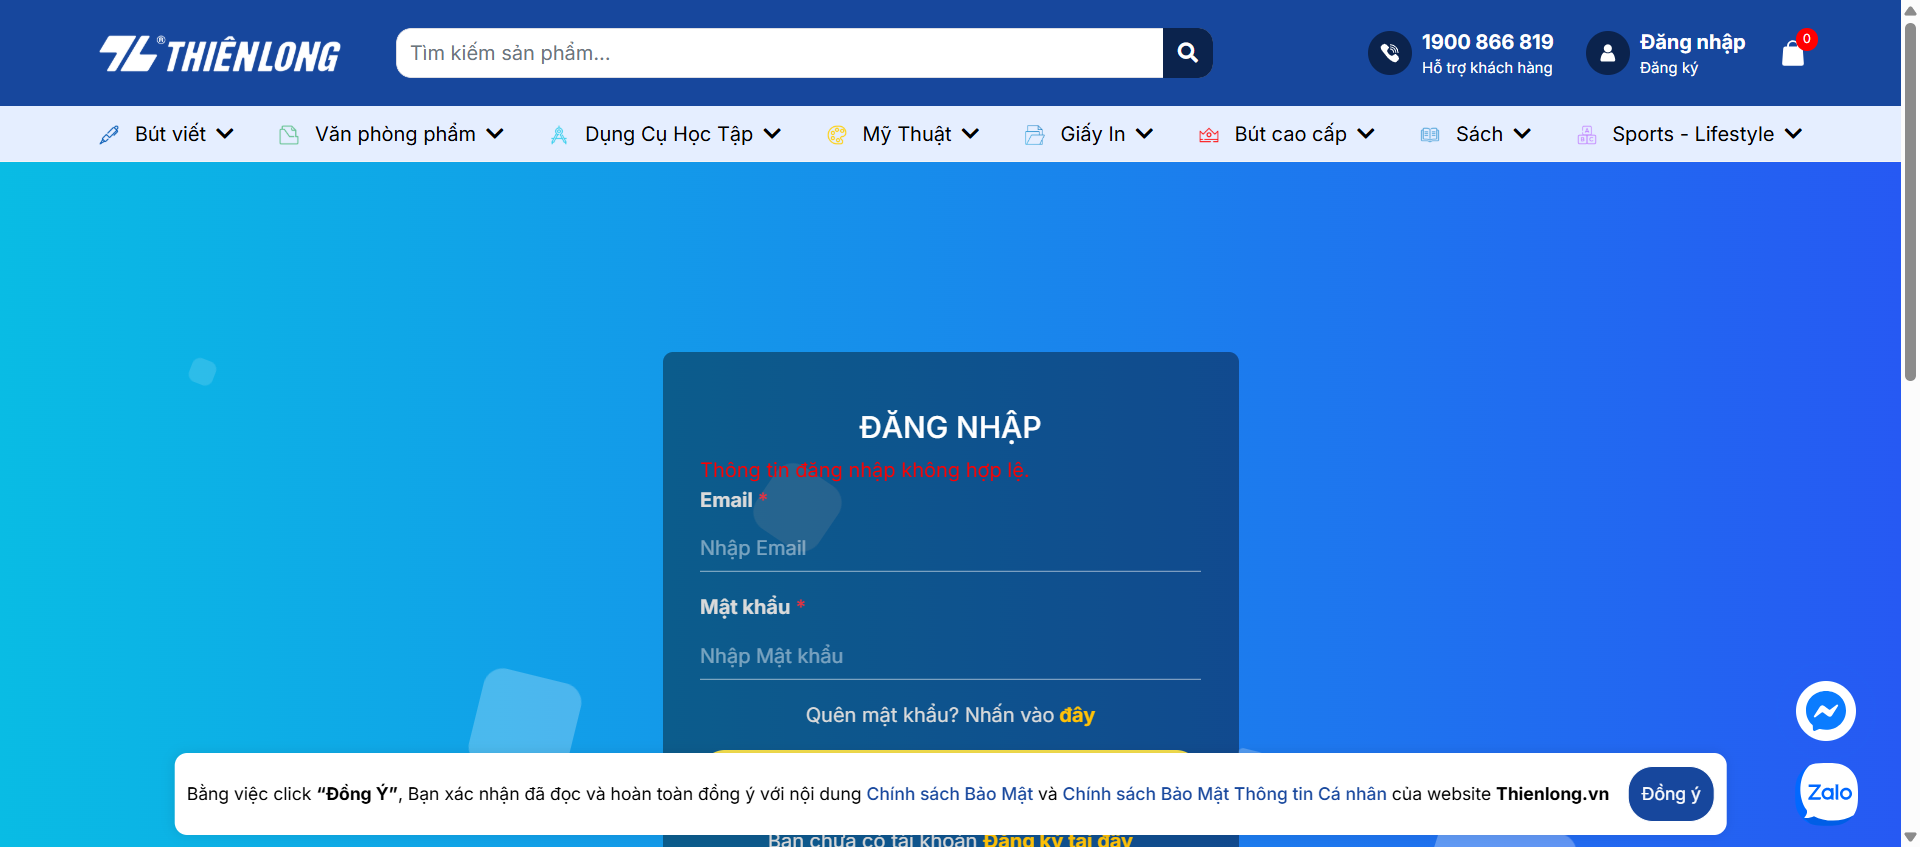 THIÊN LONG
Tìm kiếm sản phẩm...
1900 866 819
Hỗ trợ khách hàng
Đăng nhập
Đăng ký
0
Bút viết
Văn phòng phẩm
Dụng Cụ Học Tập
Mỹ Thuật
Giấy In
Bút cao cấp
Sách
Sports - Lifestyle
ĐĂNG NHẬP
Thông tin đăng nhập không hợp lệ.
Email *
Nhập Email
Mật khẩu *
Nhập Mật khẩu
Quên mật khẩu? Nhấn vào đây
Bằng việc click “Đồng Ý”, Bạn xác nhận đã đọc và hoàn toàn đồng ý với nội dung Chính sách Bảo Mật và Chính sách Bảo Mật Thông tin Cá nhân của website Thienlong.vn
Đồng ý
Zalo
Bạn chưa có tài khoản Đăng ký tại đây